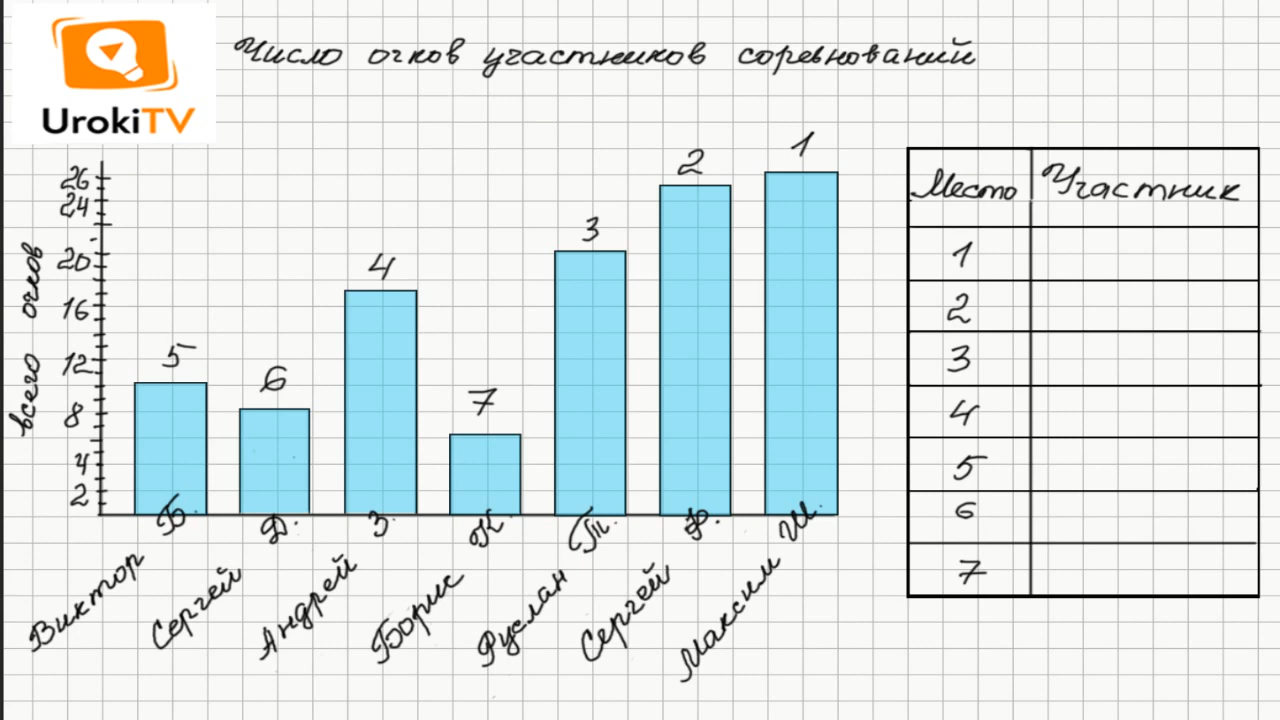 UrokiTV
Число очков участников соревнований
всего очков
26
24
20
16
12
8
4
2
5
6
4
7
3
2
1
Виктор Б.
Сергей Д.
Андрей З.
Борис К.
Руслан Т.
Сергей Ф.
Максим Ш.
Место Участник
1
2
3
4
5
6
7